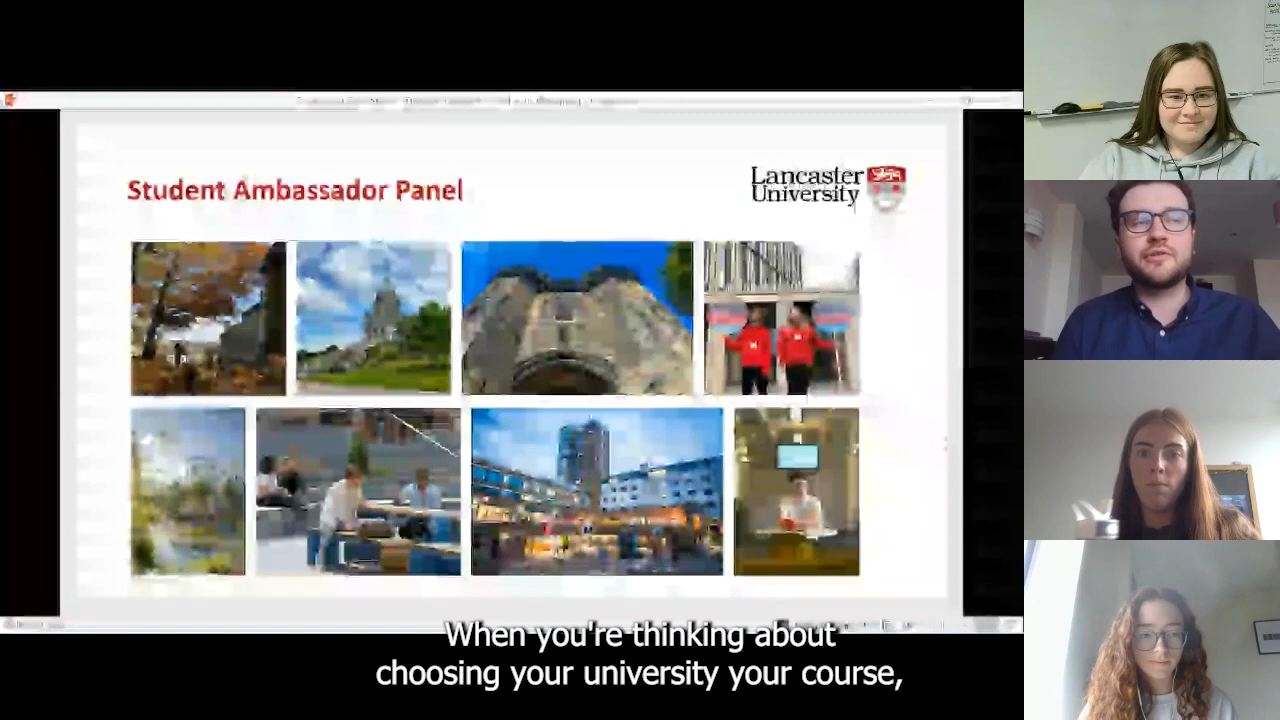 Student Ambassador Panel
Lancaster
University
When you're thinking about
choosing your university your course,